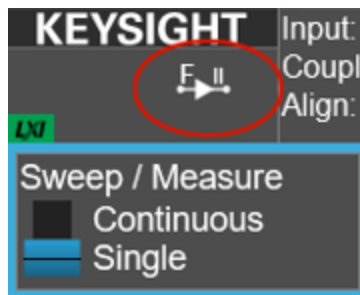 KEYSIGHT
Input:
Coupl
Align:
F II
LXI
Sweep / Measure
Continuous
Single